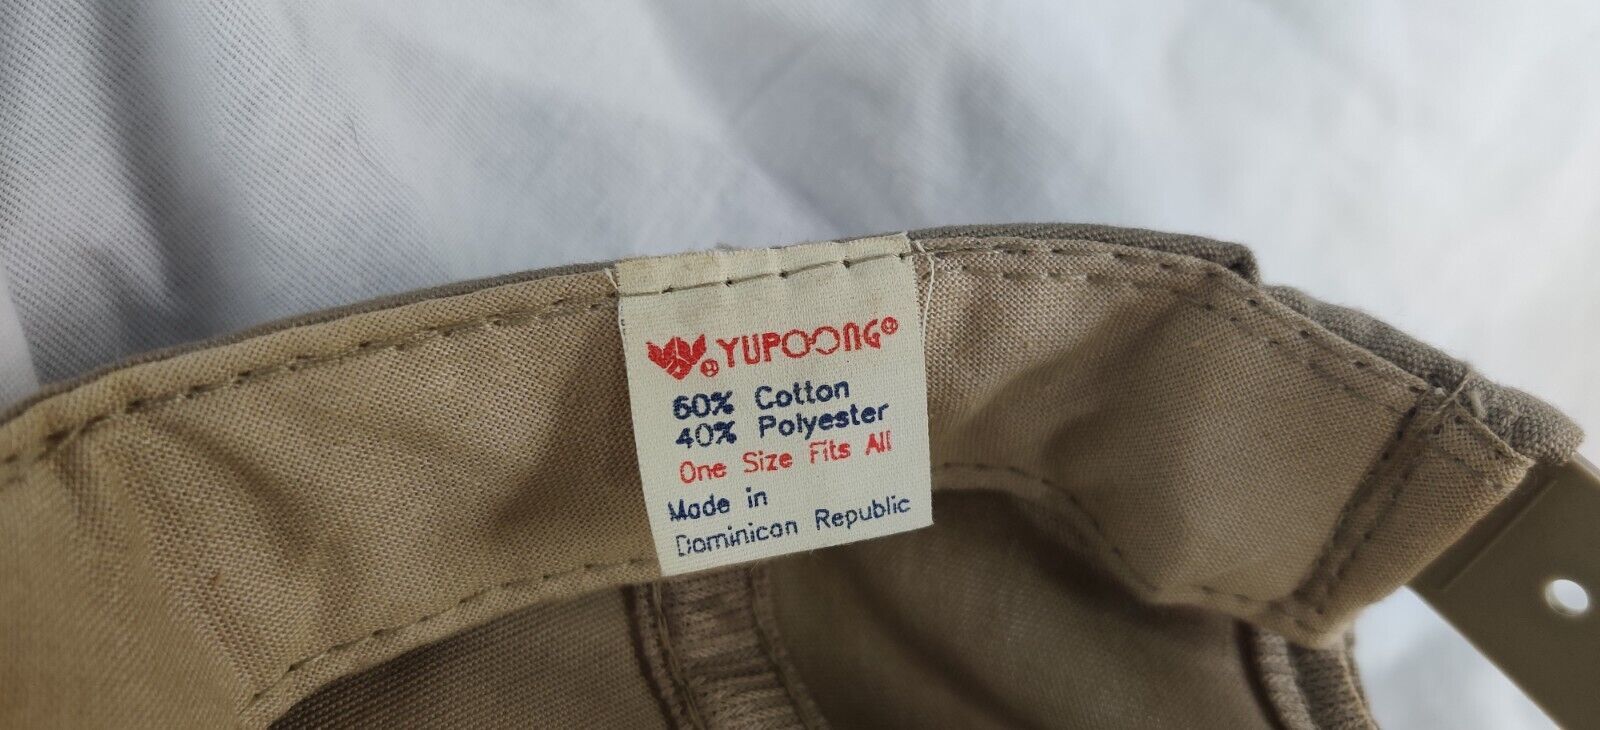 ® YUPOONG®
60% Cotton
40% Polyester
One Size Fits All
Made in
Dominican Republic